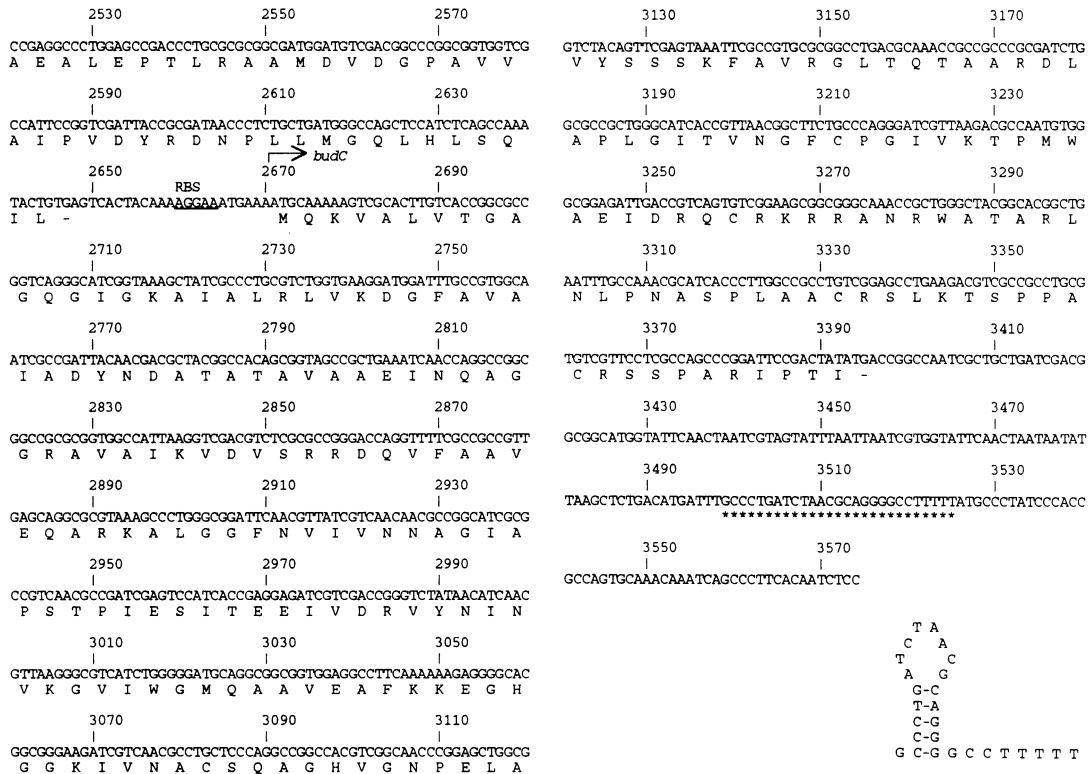 2530 2550 2570
CCGAGGCCCTGGAGCCGACCCTGCGCGCGGCGATGGATGTCGACGGCCCGGCGGTGGTCG
A E A L E P T L R A A M D V D G P A V V
2590 2610 2630
CCATTCCGGTCGATTACCGCGATAACCCTCTGCTGATGGGCCAGCTCCATCTCAGCCAAA
A I P V D Y R D N P L L M G Q L H L S Q
budC
2650 RBS 2670 2690
TACTGTGAGTCACTACAAAAGGAAATGAAAATGCAAAAAGTCGCACTTGTCACCGGCGCC
I L - M Q K V A L V T G A
2710 2730 2750
GGTCAGGGCATCGGTAAAGCTATCGCCCTGCGTCTGGTGAAGGATGGATTTGCCGTGGCA
G Q G I G K A I A L R L V K D G F A V A
2770 2790 2810
ATCGCCGATTACAACGACGCTACGGCCACAGCGGTAGCCGCTGAAATCAACCAGGCCGGC
I A D Y N D A T A T A V A A E I N Q A G
2830 2850 2870
GGCCGCGCGGTGGCCATTAAGGTCGACGTCTCGCGCCGGGACCAGGTTTTCGCCGCCGTT
G R A V A I K V D V S R R D Q V F A A V
2890 2910 2930
GAGCAGGCGCGTAAAGCCCTGGGCGGATTCAACGTTATCGTCAACAACGCCGGCATCGCG
E Q A R K A L G G F N V I V N N A G I A
2950 2970 2990
CCGTCAACGCCGATCGAGTCCATCACCGAGGAGATCGTCGACCGGGTCTATAACATCAAC
P S T P I E S I T E E I V D R V Y N I N
3010 3030 3050
GTTAAGGGCGTCATCTGGGGGATGCAGGCGGCGGTGGAGGCCTTCAAAAAAGAGGGGCAC
V K G V I W G M Q A A V E A F K K E G H
3070 3090 3110
GGCGGGAAGATCGTCAACGCCTGCTCCCAGGCCGGCCACGTCGGCAACCCGGAGCTGGCG
G G K I V N A C S Q A G H V G N P E L A
3130 3150 3170
GTCTACAGTTCGAGTAAATTCGCCGTGCGCGGCCTGACGCAAACCGCCGCCCGCGATCTG
V Y S S S K F A V R G L T Q T A A R D L
3190 3210 3230
GCGCCGCTGGGCATCACCGTTAACGGCTTCTGCCCAGGGATCGTTAAGACGCCAATGTGG
A P L G I T V N G F C P G I V K T P M W
3250 3270 3290
GCGGAGATTGACCGTCAGTGTCGGAAGCGGCGGGCAAACCGCTGGGCTACGGCACGGCTG
A E I D R Q C R K R R A N R W A T A R L
3310 3330 3350
AATTTGCCAAACGCATCACCCTTGGCCGCCTGTCGGAGCCTGAAGACGTCGCCGCCTGCG
N L P N A S P L A A C R S L K T S P P A
3370 3390 3410
TGTCGTTCCTCGCCAGCCCGGATTCCGACTATATGACCGGCCAATCGCTGCTGATCGACG
C R S S P A R I P T I -
3430 3450 3470
GCGGCATGGTATTCAACTAATCGTAGTATTTAATTAATCGTGGTATTCAACTAATAATAT
3490 3510 3530
TAAGCTCTGACATGATTTGCCCTGATCTAACGCAGGGGCCTTTTTATGCCCTATCCCACC
***************************
3550 3570
GCCAGTGCAAACAAATCAGCCCTTCACAATCTCC
T A
C A
T C
A G
G-C
T-A
C-G
C-G
G C-G G C C T T T T T